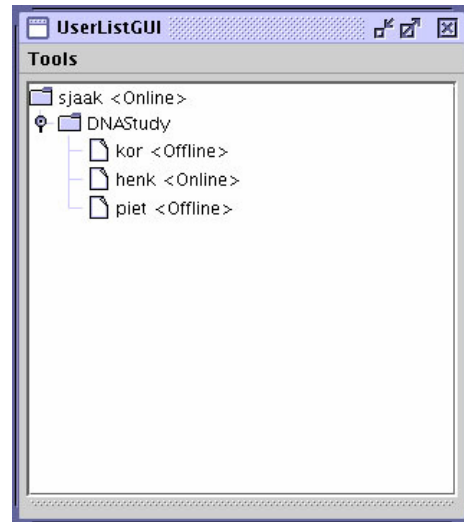 UserListGUI
Tools
sjaak <Online>
DNAStudy
kor <Offline>
henk <Online>
piet <Offline>